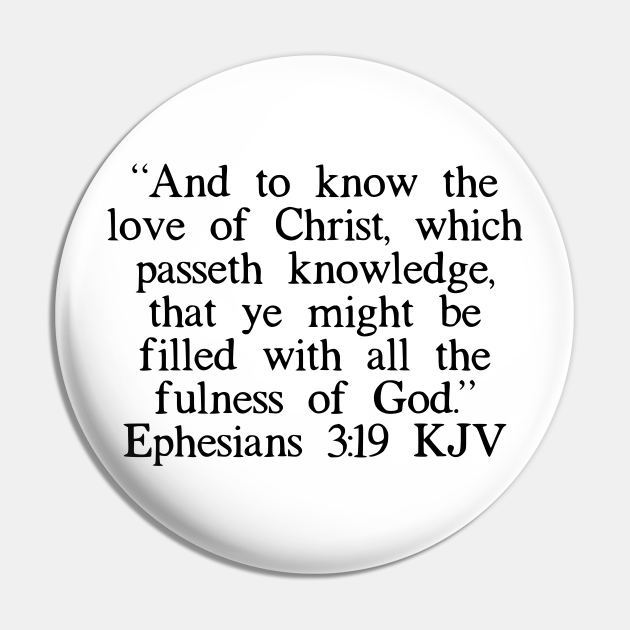 “And to know the
love of Christ, which
passeth knowledge,
that ye might be
filled with all the
fulness of God.”
Ephesians 3:19 KJV